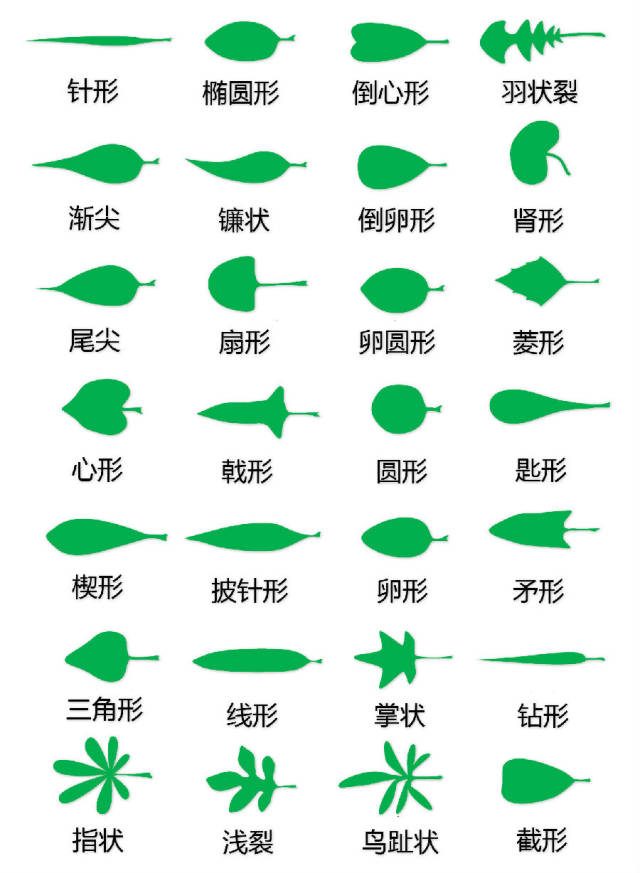 针形 椭圆形 倒心形 羽状裂
渐尖 镰状 倒卵形 肾形
尾尖 扇形 卵圆形 菱形
心形 戟形 圆形 匙形
楔形 披针形 卵形 矛形
三角形 线形 掌状 钻形
指状 浅裂 鸟趾状 截形